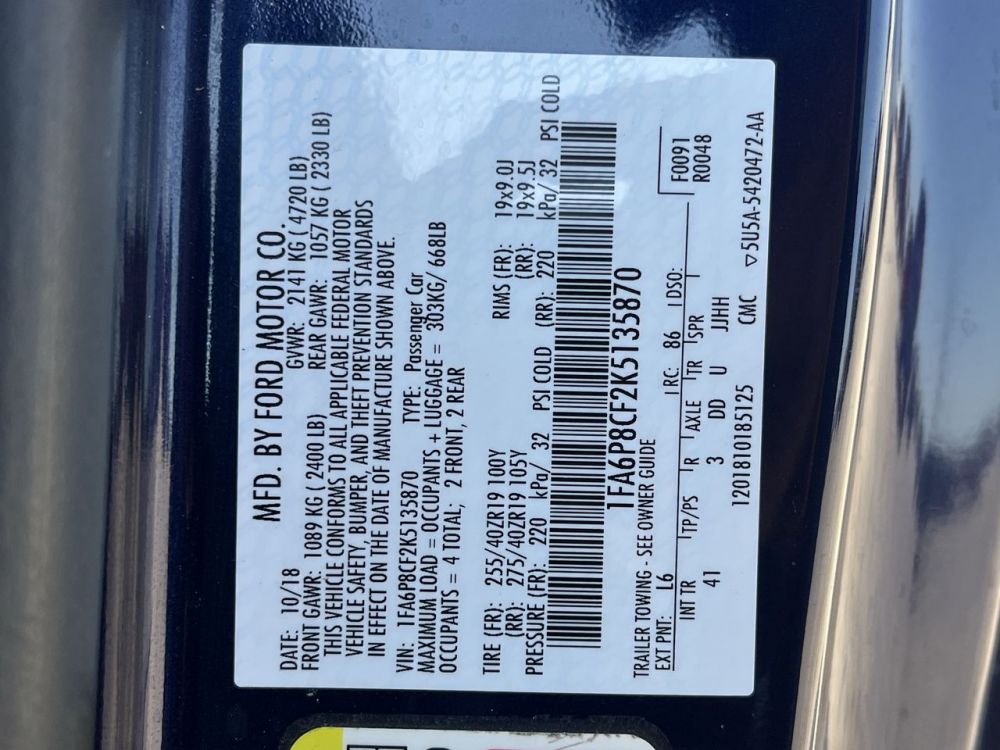 MFD. BY FORD MOTOR CO.
DATE: 10/18 GVWR: 2141 KG ( 4720 LB)
FRONT GAWR: 1089 KG ( 2400 LB) REAR GAWR: 1057 KG ( 2330 LB)
THIS VEHICLE CONFORMS TO ALL APPLICABLE FEDERAL MOTOR
VEHICLE SAFETY, BUMPER, AND THEFT PREVENTION STANDARDS
IN EFFECT ON THE DATE OF MANUFACTURE SHOWN ABOVE.
VIN: 1FA6P8CF2K5135870 TYPE: Passenger Car
MAXIMUM LOAD = OCCUPANTS + LUGGAGE = 303KG/ 668LB
OCCUPANTS = 4 TOTAL; 2 FRONT, 2 REAR
TIRE (FR): 255/40ZR19 100Y RIMS (FR): 19x9.0J
(RR): 275/40ZR19 105Y (RR): 19x9.5J
PRESSURE (FR): 220 kPa/ 32 PSI COLD (RR): 220 kPa/ 32 PSI COLD
1FA6P8CF2K5135870
TRAILER TOWING - SEE OWNER GUIDE
F0091
EXT PNT: L6 RC: 86 DSO: R0048
INT TR TP/PS R AXLE TR SPR
41 3 DD U JJHH
1201810185125 CMC ▽5U5A-5420472-AA